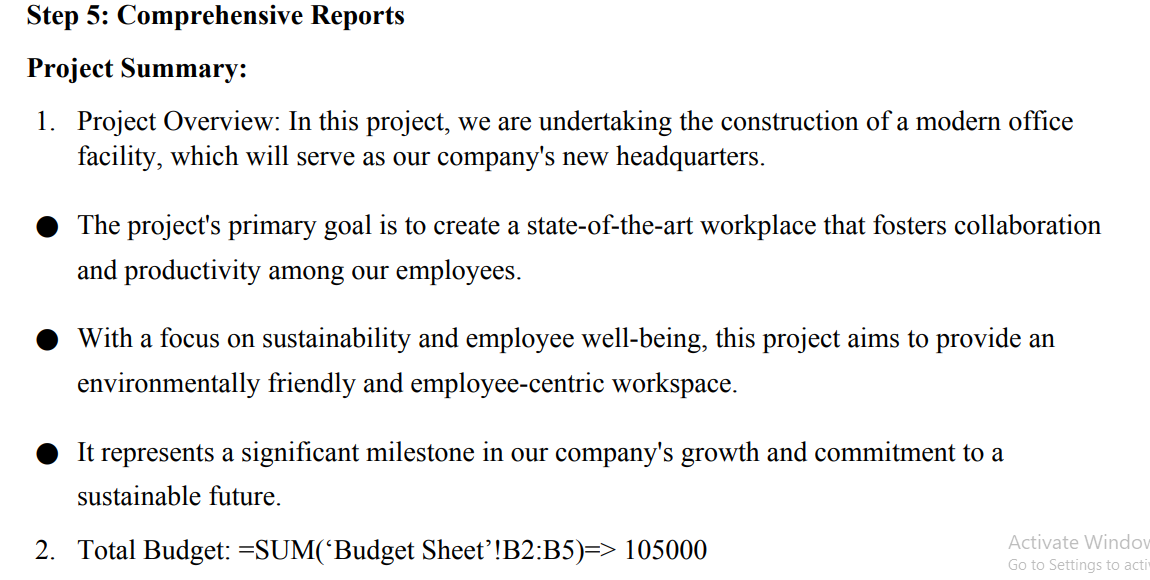 Step 5: Comprehensive Reports
Project Summary:
1. Project Overview: In this project, we are undertaking the construction of a modern office
facility, which will serve as our company's new headquarters.
● The project's primary goal is to create a state-of-the-art workplace that fosters collaboration
and productivity among our employees.
● With a focus on sustainability and employee well-being, this project aims to provide an
environmentally friendly and employee-centric workspace.
● It represents a significant milestone in our company's growth and commitment to a
sustainable future.
2. Total Budget: =SUM(‘Budget Sheet’!B2:B5)=> 105000
Activate Window
Go to Settings to acti